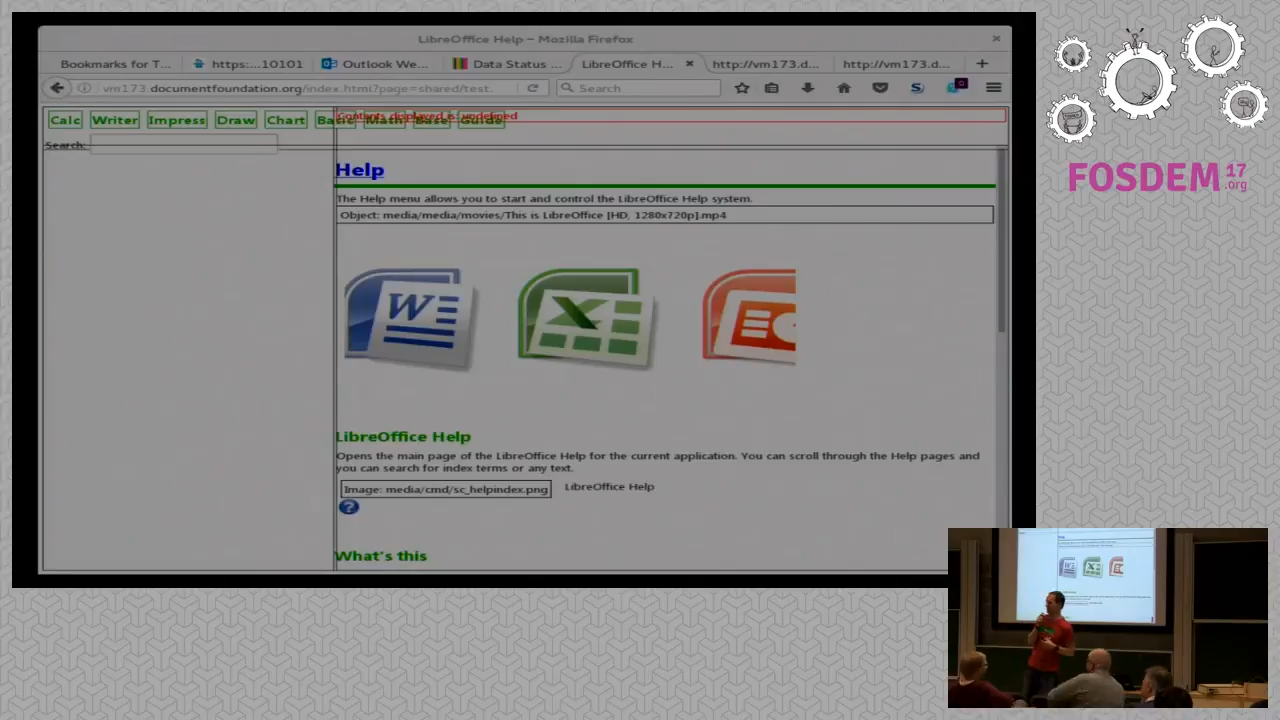 LibreOffice Help - Mozilla Firefox
Bookmarks for T... https:...10101 Outlook We... Data Status ... LibreOffice H... http://vm173.d... http://vm173.d...
vm173.documentfoundation.org/index.html?page=shared/test. Search
Calc Writer Impress Draw Chart Basic Math Base Guide
Contents displayed is: undefined
Search:
Help
The Help menu allows you to start and control the LibreOffice Help system.
Object: media/media/movies/This is LibreOffice [HD, 1280x720p].mp4
LibreOffice Help
Opens the main page of the LibreOffice Help for the current application. You can scroll through the Help pages and
you can search for index terms or any text.
Image: media/cmd/sc_helpindex.png LibreOffice Help
What's this
FOSDEM 17
.org